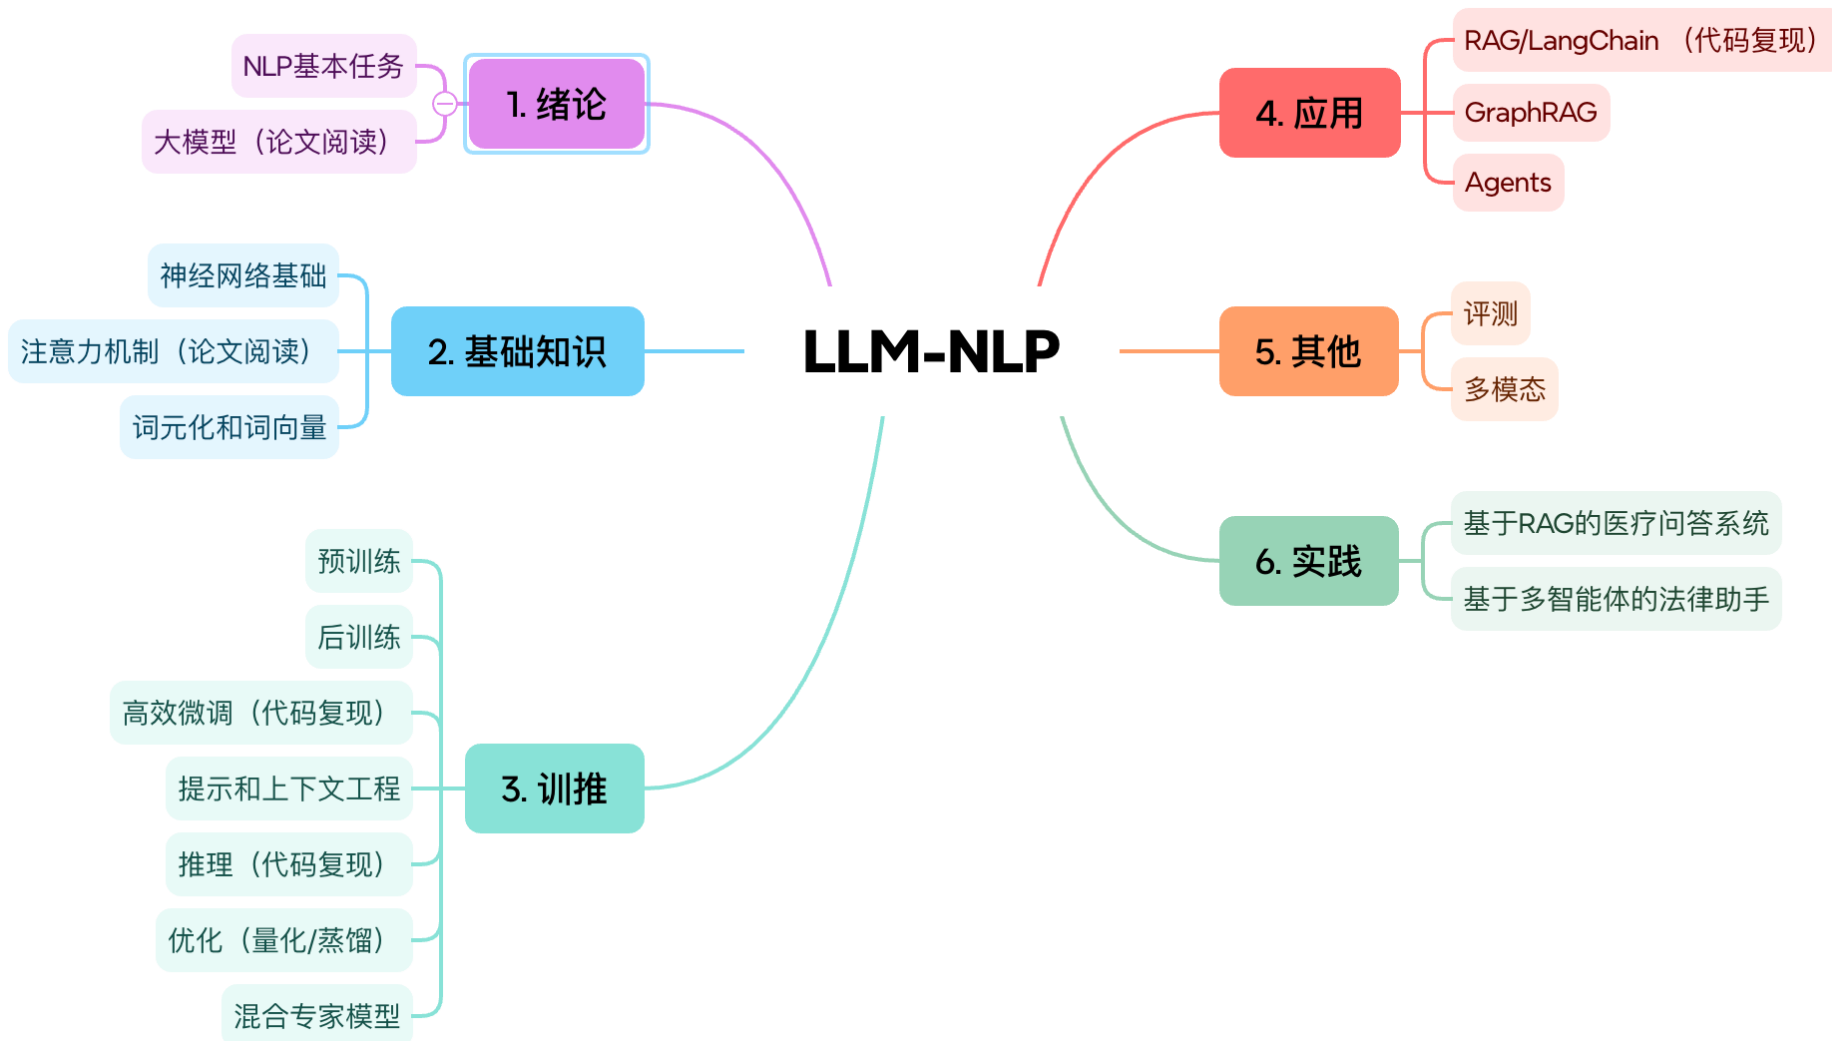 LLM-NLP
1. 绪论
NLP基本任务
大模型（论文阅读）
2. 基础知识
神经网络基础
注意力机制（论文阅读）
词元化和词向量
3. 训推
预训练
后训练
高效微调（代码复现）
提示和上下文工程
推理（代码复现）
优化（量化/蒸馏）
混合专家模型
4. 应用
RAG/LangChain （代码复现）
GraphRAG
Agents
5. 其他
评测
多模态
6. 实践
基于RAG的医疗问答系统
基于多智能体的法律助手